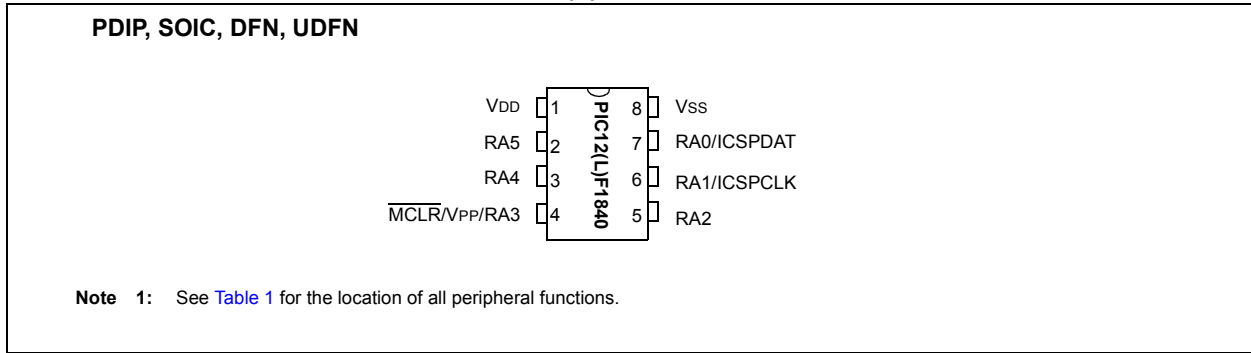 PDIP, SOIC, DFN, UDFN
VDD 1 8 VSS
RA5 2 7 RA0/ICSPDAT
RA4 3 6 RA1/ICSPCLK
MCLR/VPP/RA3 4 5 RA2
PIC12(L)F1840
Note 1: See Table 1 for the location of all peripheral functions.